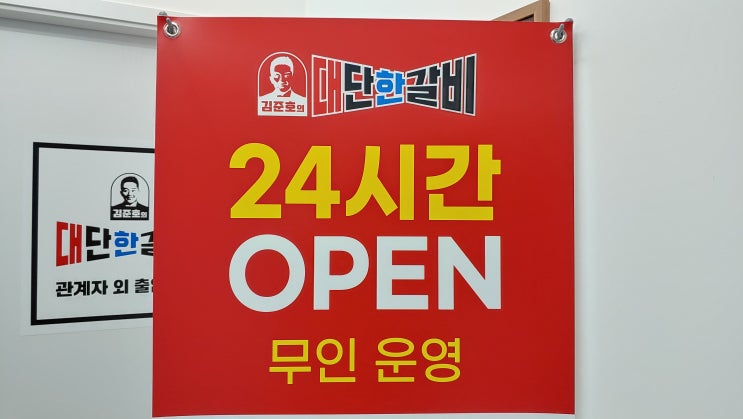 김준호의 대단한갈비
24시간
OPEN
무인 운영
김준호의
대단한갈
관계자 외